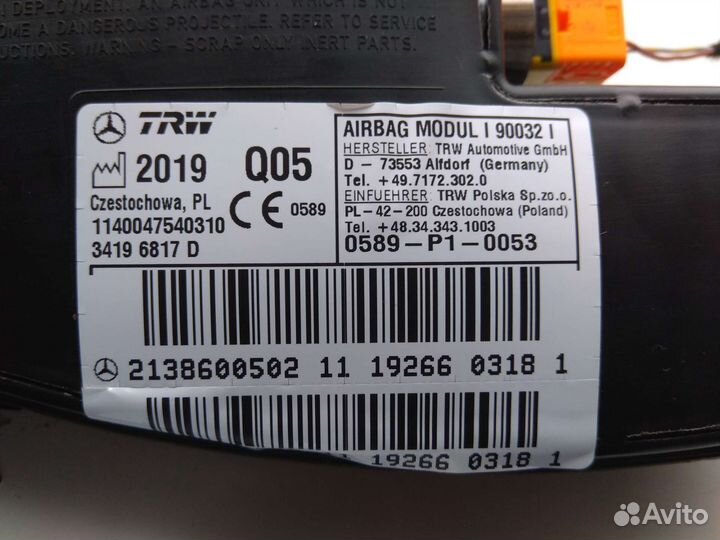 N DEPLOYMENT. AN AIRBAG UNIT WHICH IS NOT
OME A DANGEROUS PROJECTILE. REFER TO SERVICE
UCTIONS. WARNING - SCRAP ONLY INERT PARTS.
TRW
2019 Q05
Czestochowa, PL
1140047540310
3419 6817 D
CE 0589
AIRBAG MODUL I 90032 I
HERSTELLER: TRW Automotive GmbH
D - 73553 Alfdorf (Germany)
Tel. +49.7172.302.0
EINFUEHRER: TRW Polska Sp.zo.o.
PL-42-200 Czestochowa (Poland)
Tel. +48.34.343.1003
0589-P1-0053
2138600502 11 19266 0318 1
11 19266 0318 1
Avito